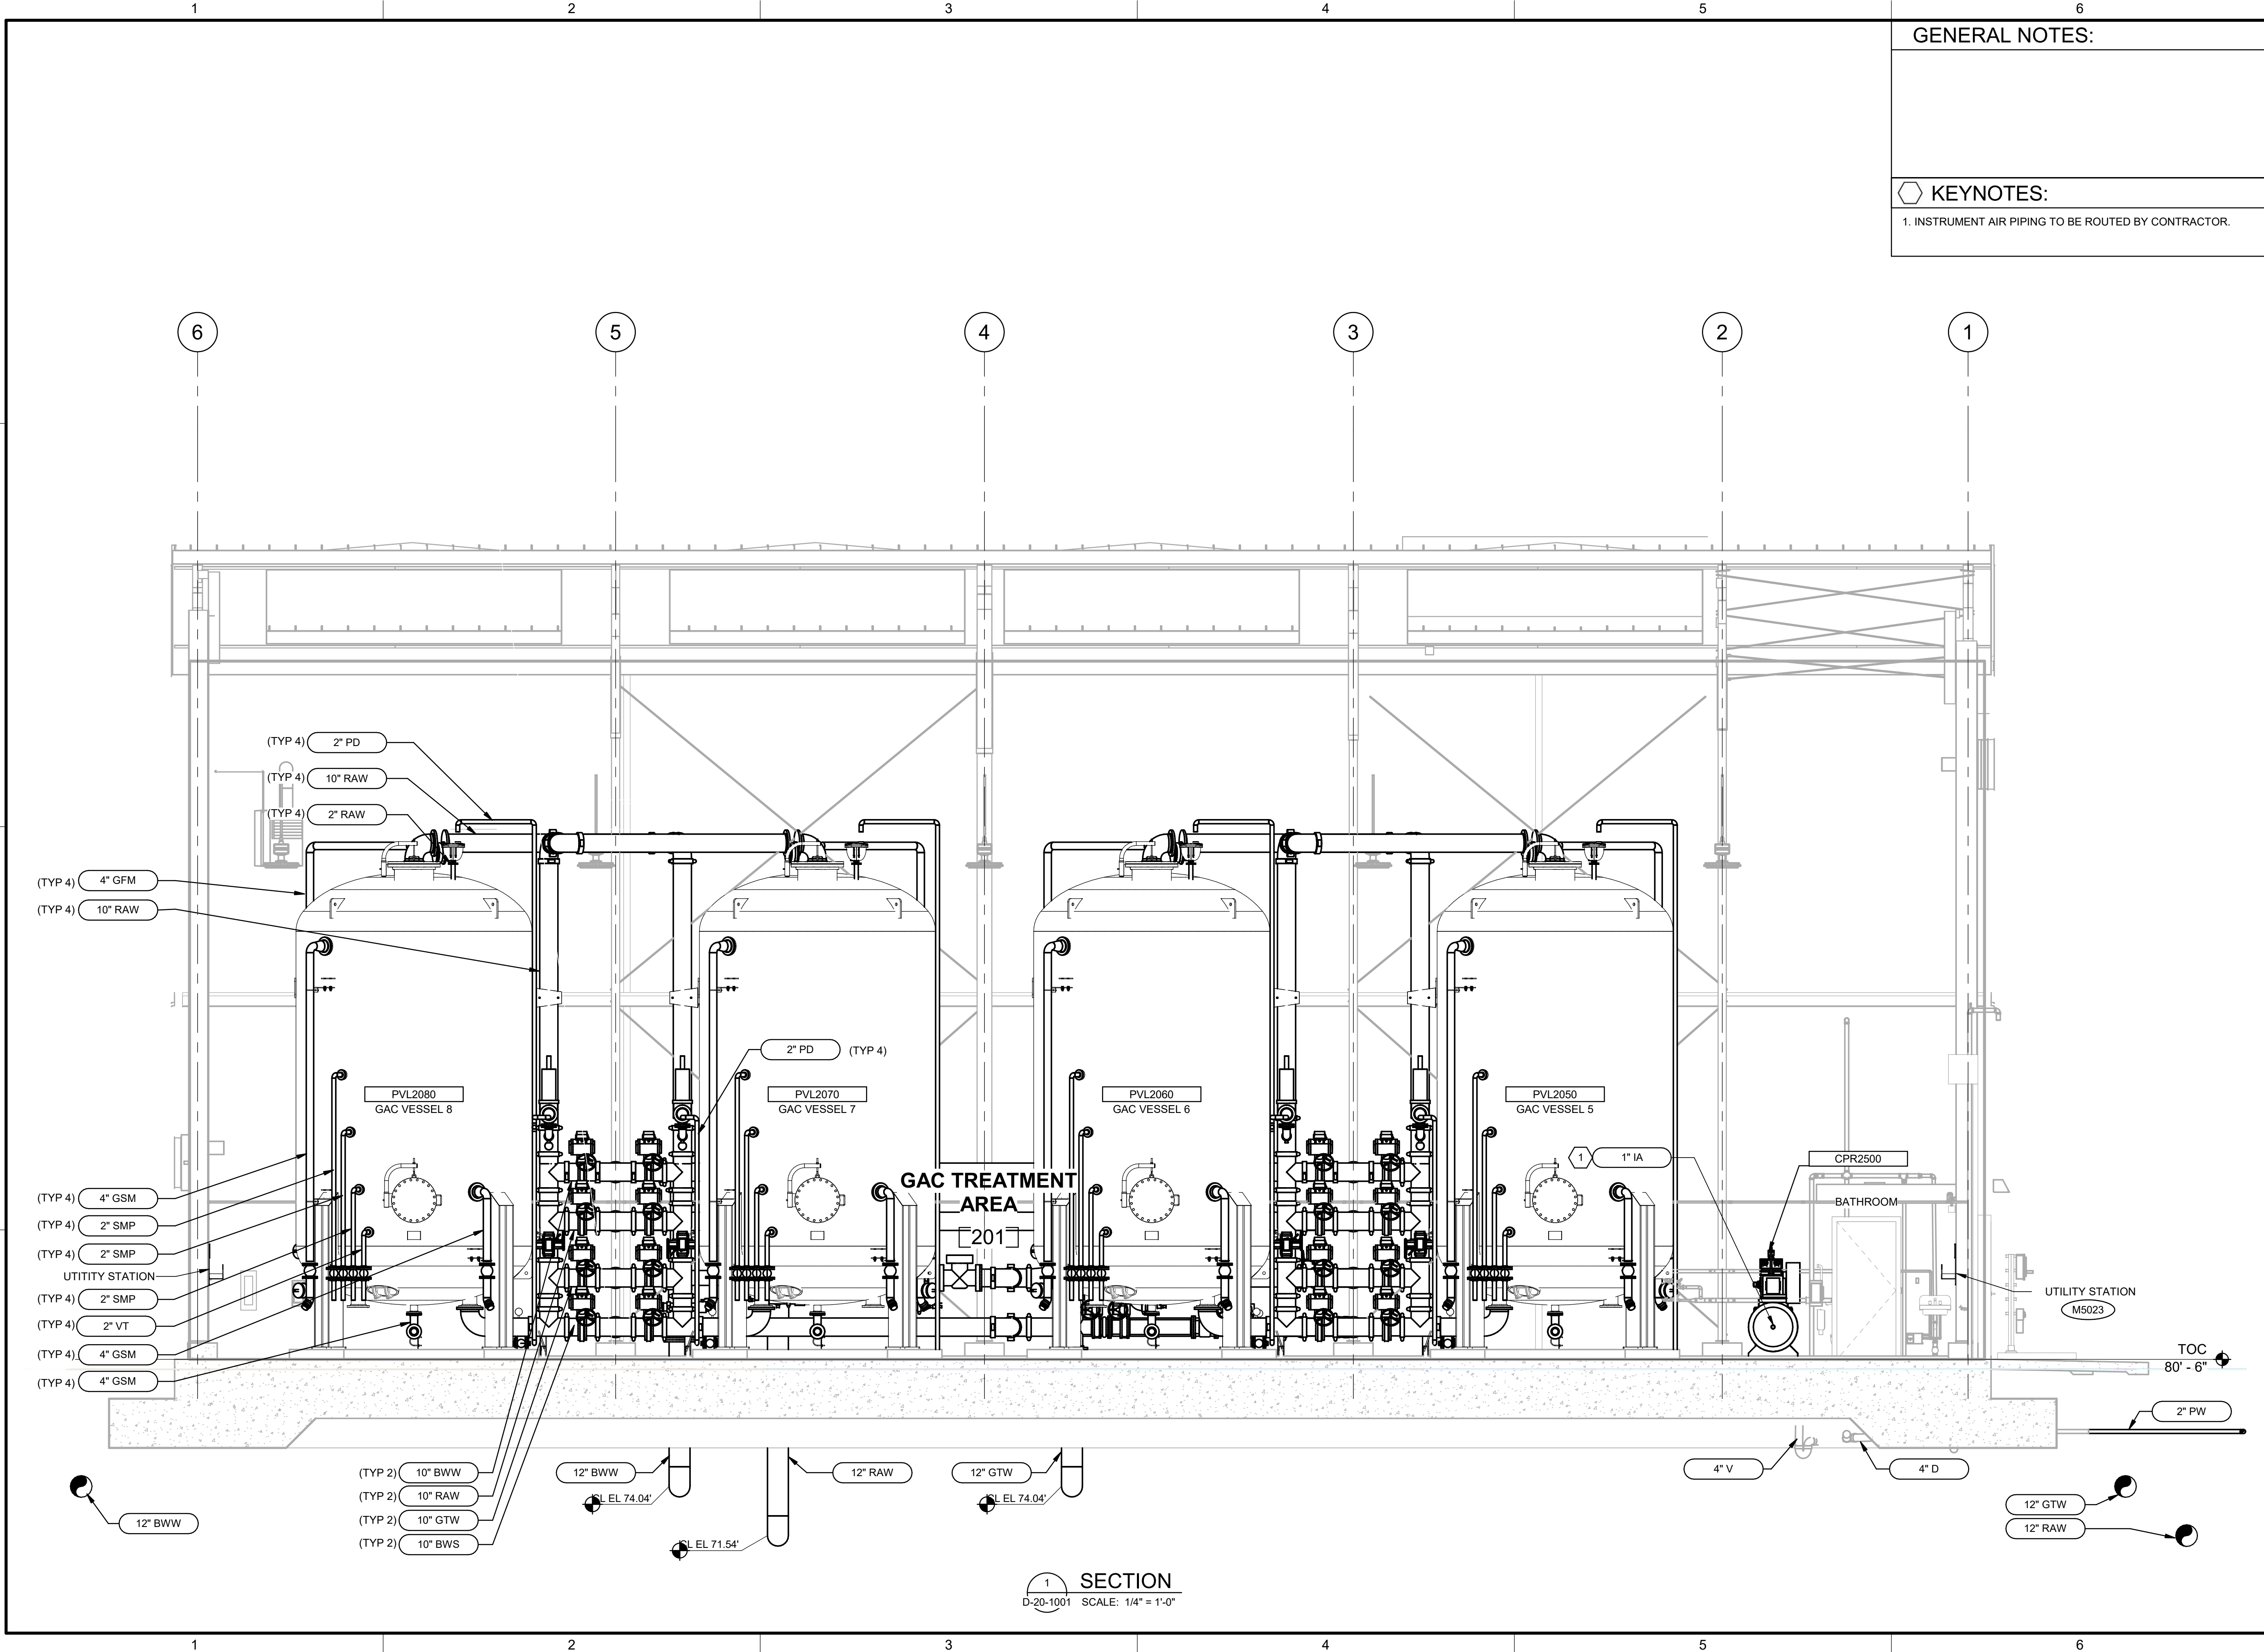 1 2 3 4 5 6
GENERAL NOTES:
KEYNOTES:
1. INSTRUMENT AIR PIPING TO BE ROUTED BY CONTRACTOR.
6 5 4 3 2 1
(TYP 4) 2" PD
(TYP 4) 10" RAW
(TYP 4) 2" RAW
(TYP 4) 4" GFM
(TYP 4) 10" RAW
2" PD (TYP 4)
PVL2080
GAC VESSEL 8
PVL2070
GAC VESSEL 7
PVL2060
GAC VESSEL 6
PVL2050
GAC VESSEL 5
1 1" IA
CPR2500
BATHROOM
GAC TREATMENT
AREA
201
(TYP 4) 4" GSM
(TYP 4) 2" SMP
(TYP 4) 2" SMP
UTITITY STATION
(TYP 4) 2" SMP
(TYP 4) 2" VT
(TYP 4) 4" GSM
(TYP 4) 4" GSM
UTILITY STATION
M5023
TOC
80' - 6"
2" PW
(TYP 2) 10" BWW
(TYP 2) 10" RAW
(TYP 2) 10" GTW
(TYP 2) 10" BWS
12" BWW
12" BWW
CL EL 74.04'
12" RAW
CL EL 71.54'
12" GTW
CL EL 74.04'
4" V
4" D
12" GTW
12" RAW
1 SECTION
D-20-1001 SCALE: 1/4" = 1'-0"
1 2 3 4 5 6